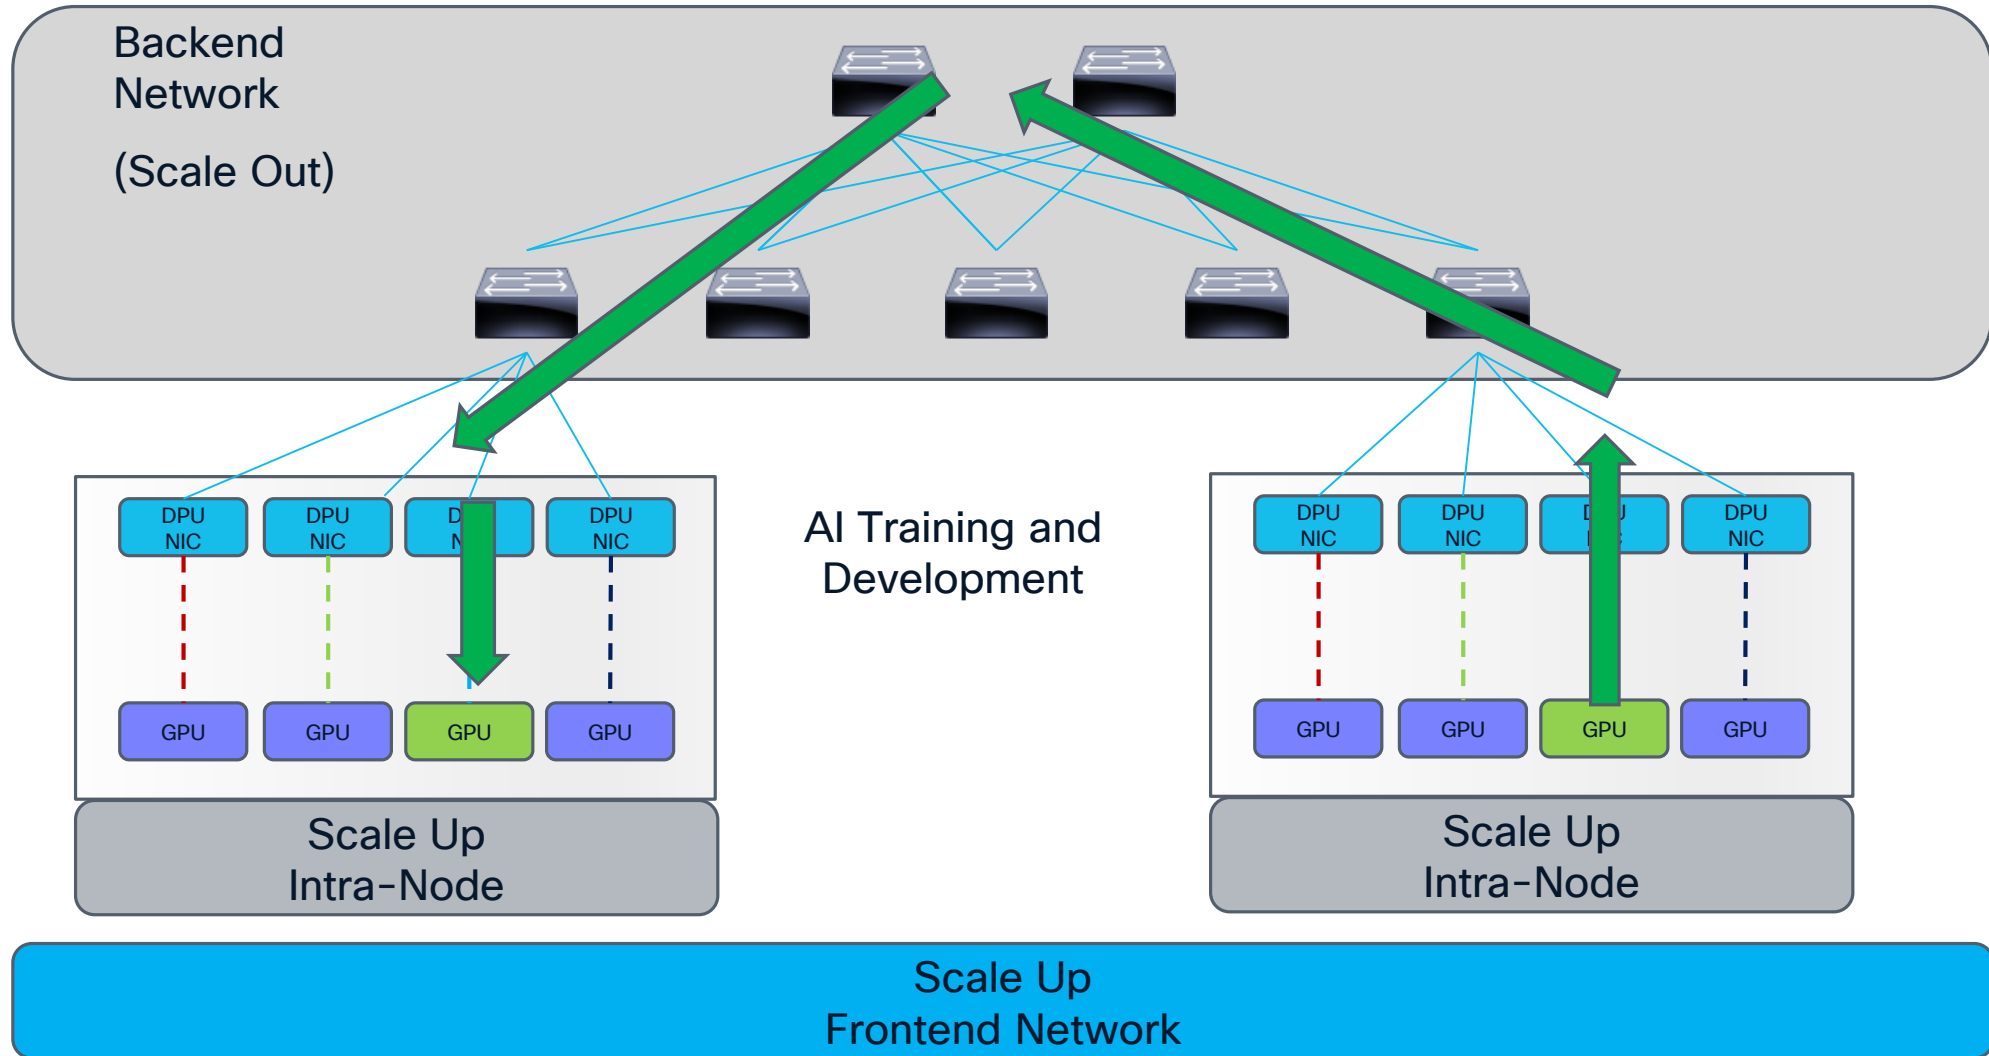 Backend
Network
(Scale Out)
DPU
NIC
DPU
NIC
DPU
NIC
AI Training and
Development
DPU
NIC
DPU
NIC
DPU
NIC
GPU
GPU
GPU
GPU
GPU
GPU
GPU
GPU
Scale Up
Intra-Node
Scale Up
Intra-Node
Scale Up
Frontend Network